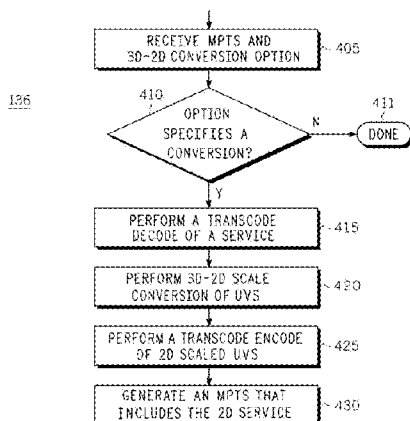 RECEIVE MPTS AND
3D-2D CONVERSION OPTION
405
136
410
OPTION
SPECIFIES A
CONVERSION?
N
411
DONE
Y
PERFORM A TRANSCODE
DECODE OF A SERVICE
415
PERFORM 3D-2D SCALE
CONVERSION OF UVS
420
PERFORM A TRANSCODE ENCODE
OF 2D SCALED UVS
425
GENERATE AN MPTS THAT
INCLUDES THE 2D SERVICE
430